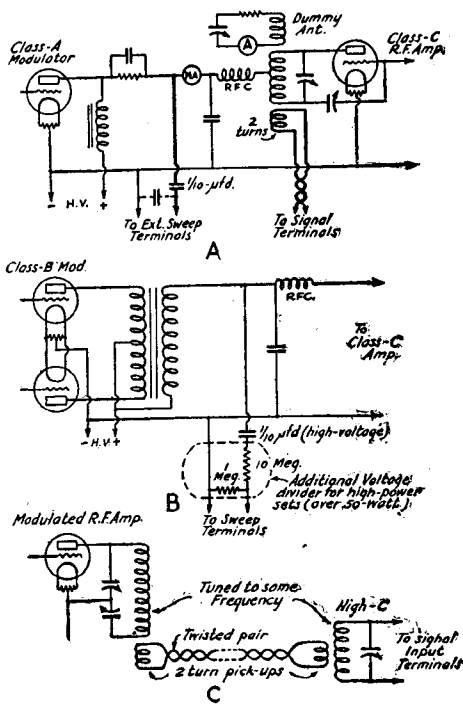 Class-A
Modulator
Dummy
Ant.
Class-C
R.F. Amp.
A
MA
RFC
2
turns
1/10-µfd.
- H.V. +
To Ext. Sweep
Terminals
To Signal
Terminals
A
Class-B Mod.
RFC.
To
Class-C
Amp.
- H.V. +
1/10 µfd (high-voltage)
1
Meg.
10 Meg.
Additional Voltage
divider for high-power
sets (over 50-watt.)
B
To Sweep
Terminals
Modulated R.F. Amp.
Tuned to same
Frequency
High-C
Twisted pair
To signal
Input
Terminals
2 turn pick-ups
C